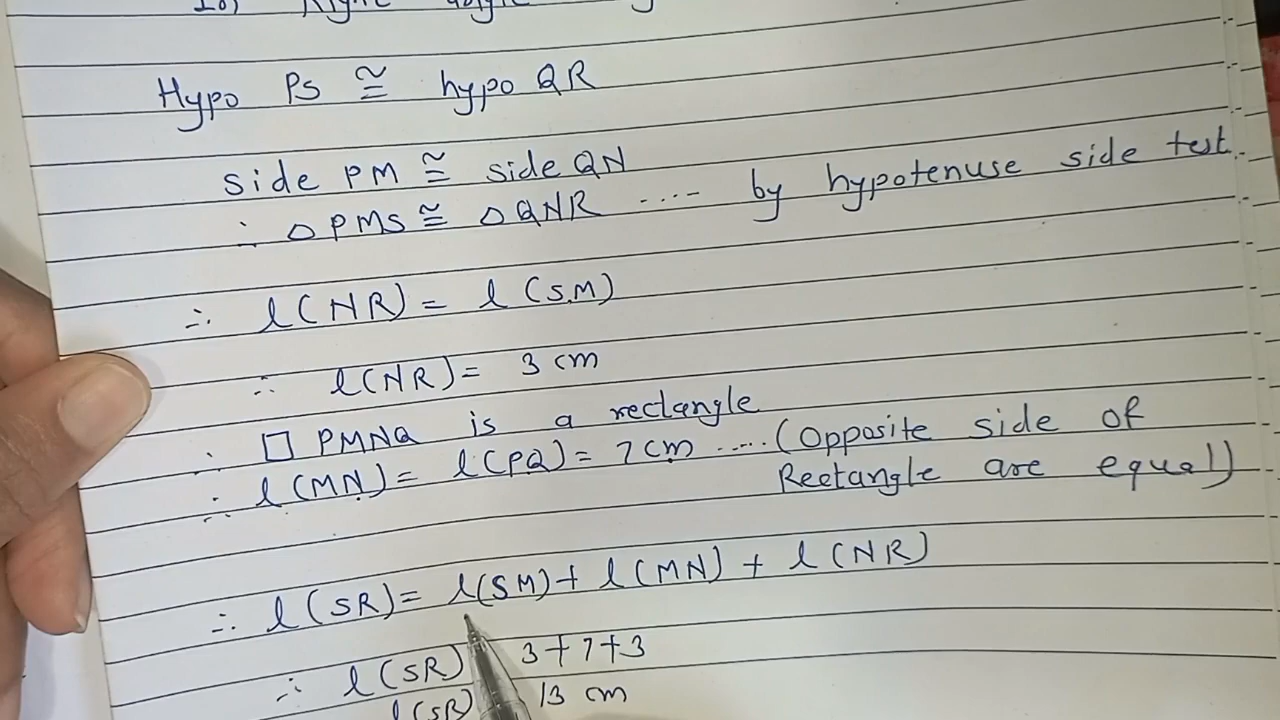 Hypo PS ≅ hypo QR
side PM ≅ side QN
∴ △PMS ≅ △QNR .... by hypotenuse side test
∴ l(NR) = l(SM)
∴ l(NR) = 3 cm
∴ □ PMNQ is a rectangle
∴ l(MN) = l(PQ) = 7cm .... (Opposite side of
Rectangle are equal)
∴ l(SR) = l(SM) + l(MN) + l(NR)
∴ l(SR) 3+7+3
l(SR) 13 cm